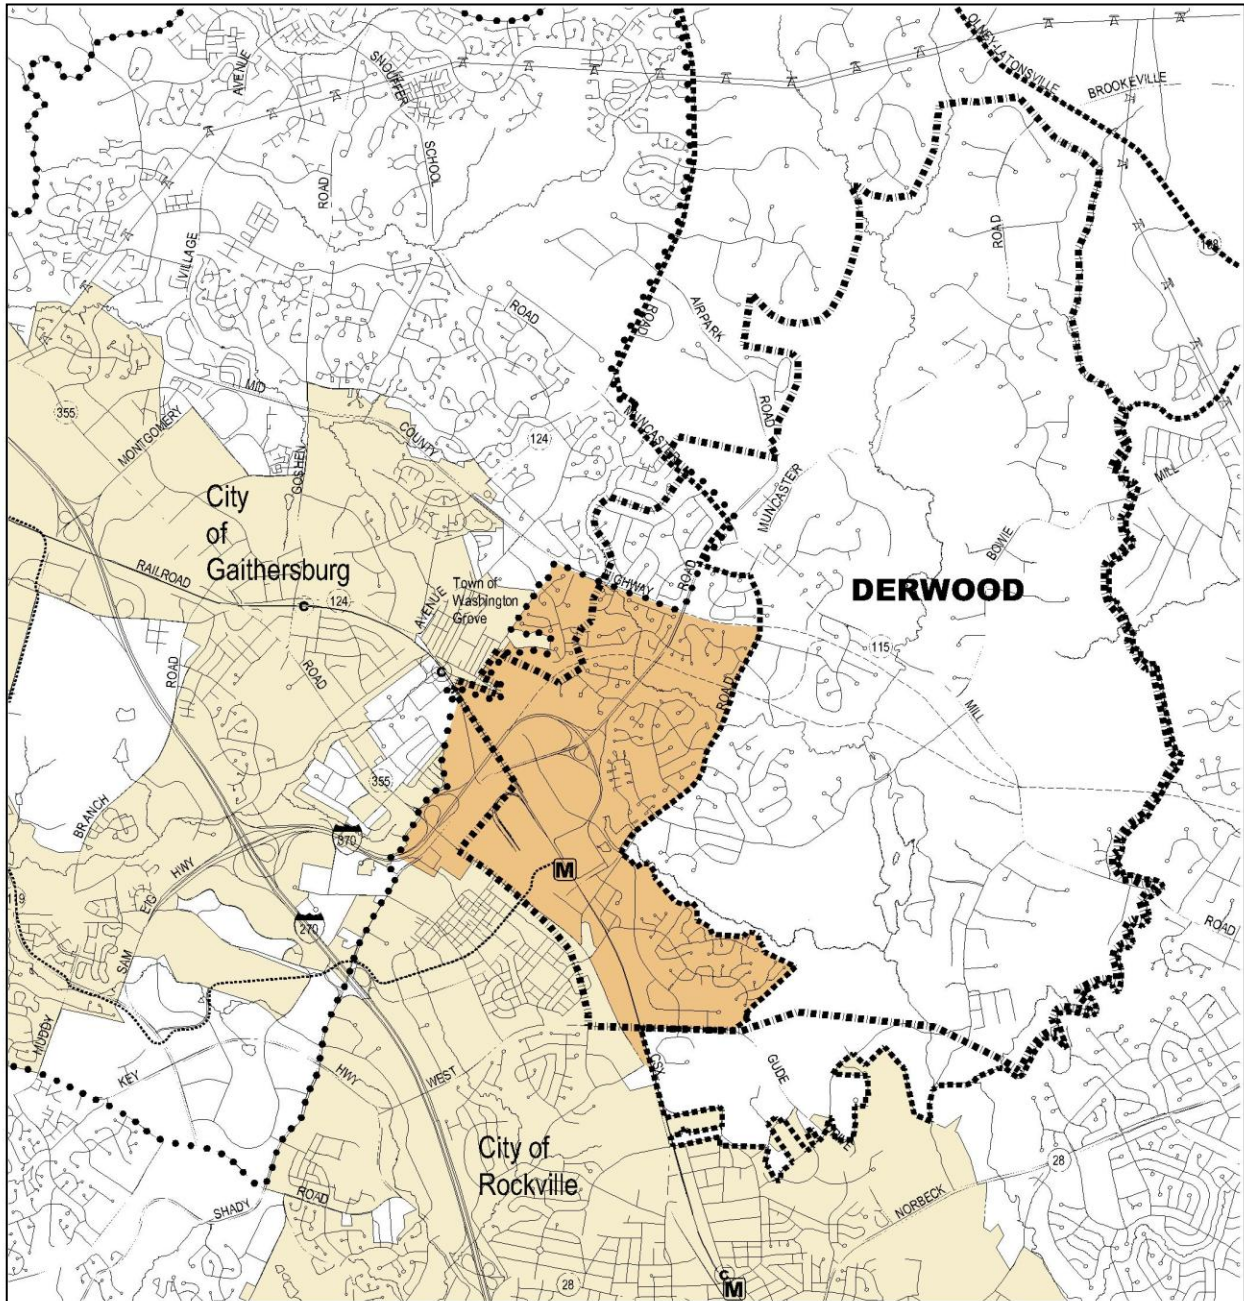 OLNEY-LAYTONSVILLE
BROOKEVILLE
AVENUE
SNOUFFER
SCHOOL
ROAD
VILLAGE
ROAD
108
ROAD
ROAD
AIRPARK
ROAD
MID
355
MONTGOMERY
COUNTY
124
MUNCASTER
GOSHEN
MUNCASTER
MILL
City
of
Gaithersburg
BOWIE
RAILROAD
124
GHWAY
ROAD
DERWOOD
Town of
Washington
Grove
AVENUE
115
ROAD
ROAD
ROAD
MILL
355
BRANCH
370
M
HWY
EIG
119
270
SAM
ROAD
MUDDY
KEY
HWY
WEST
CSX
GUDE
City of
Rockville
28
SHADY
ROAD
NORBECK
28
C
C
C
M